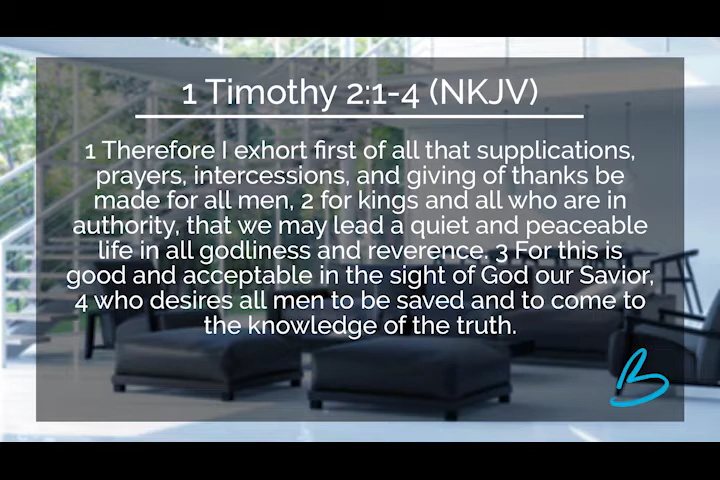 1 Timothy 2:1-4 (NKJV)
1 Therefore I exhort first of all that supplications,
prayers, intercessions, and giving of thanks be
made for all men, 2 for kings and all who are in
authority, that we may lead a quiet and peaceable
life in all godliness and reverence. 3 For this is
good and acceptable in the sight of God our Savior,
4 who desires all men to be saved and to come to
the knowledge of the truth.
B